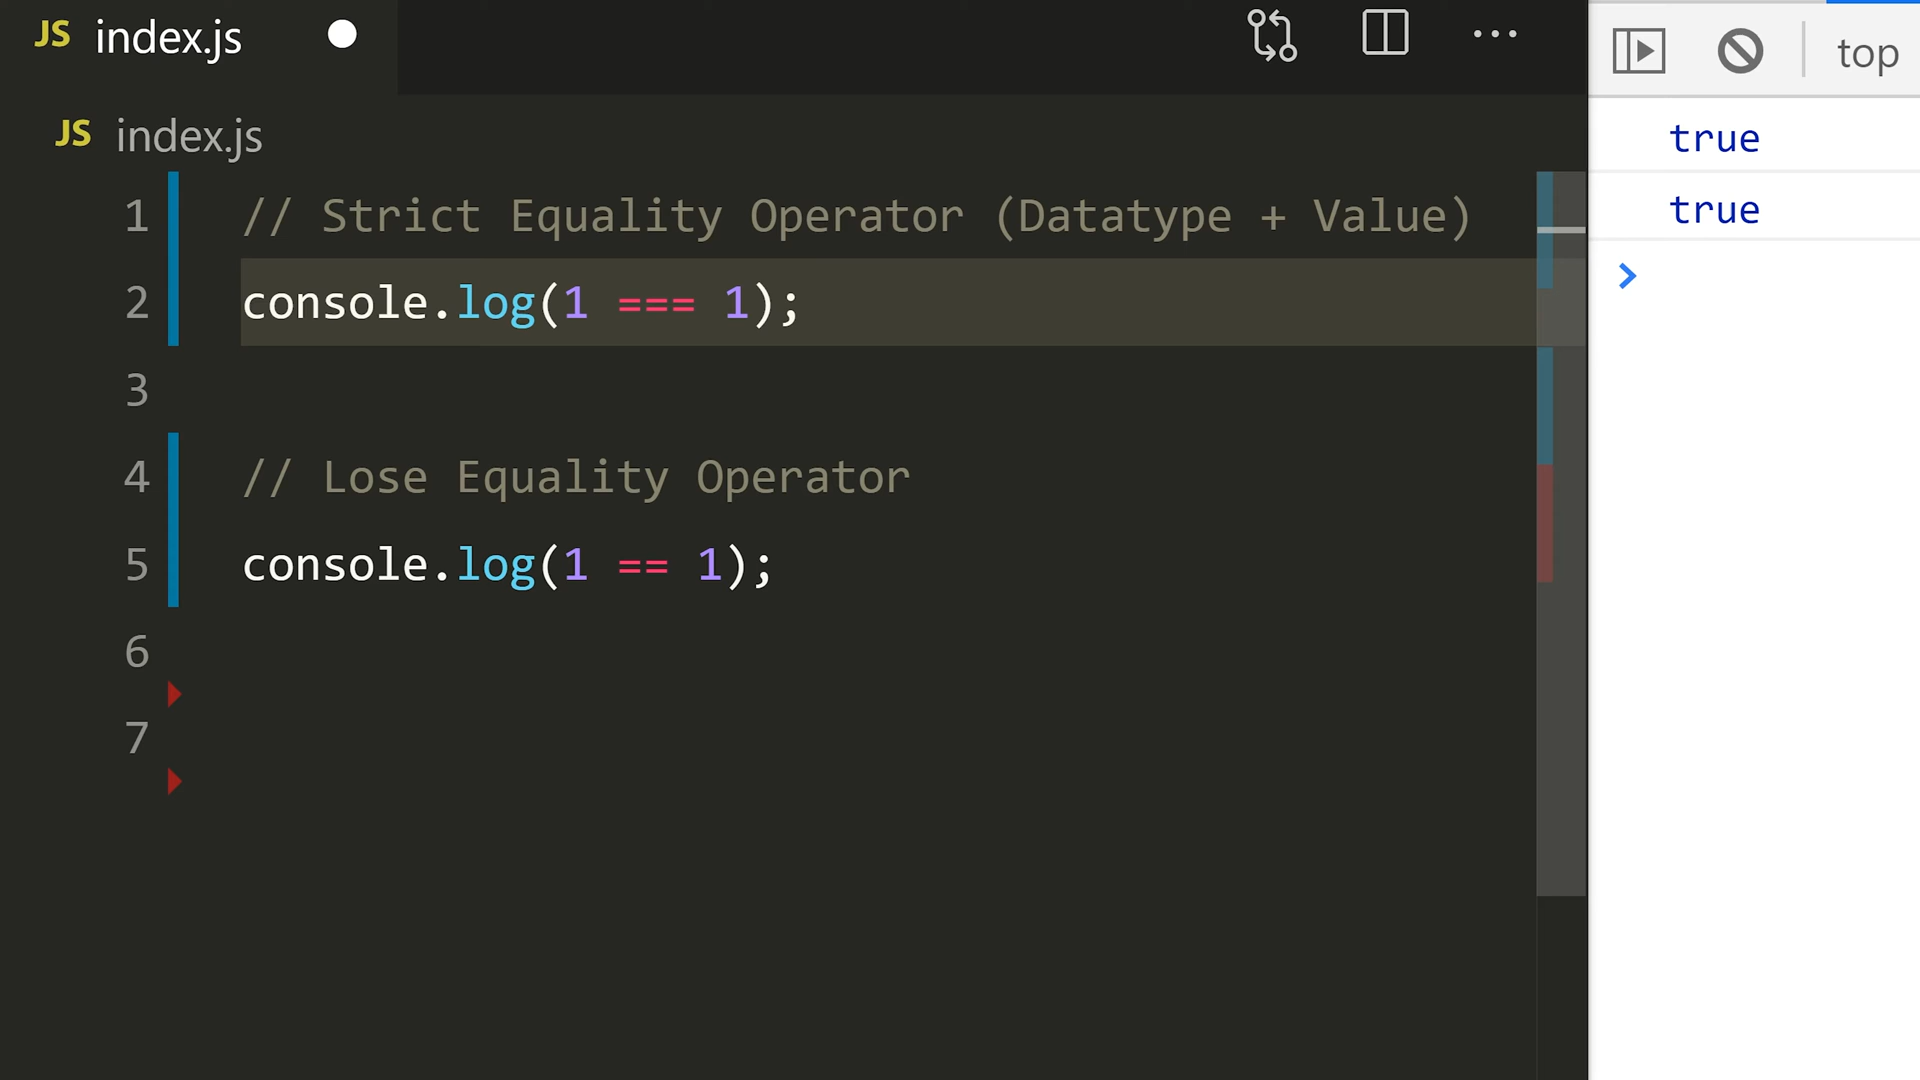 JS index.js
top
JS index.js
1 // Strict Equality Operator (Datatype + Value)
2 console.log(1 === 1);
3
4 // Lose Equality Operator
5 console.log(1 == 1);
6
7
true
true